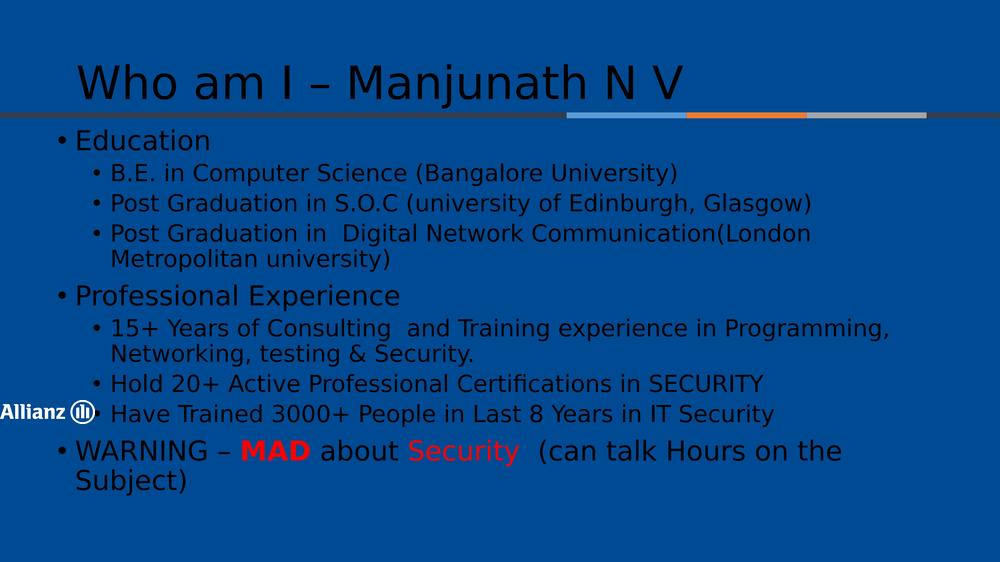 Who am I – Manjunath N V
• Education
• B.E. in Computer Science (Bangalore University)
• Post Graduation in S.O.C (university of Edinburgh, Glasgow)
• Post Graduation in  Digital Network Communication(London
Metropolitan university)
• Professional Experience
• 15+ Years of Consulting  and Training experience in Programming,
Networking, testing & Security.
• Hold 20+ Active Professional Certifications in SECURITY
Allianz
• Have Trained 3000+ People in Last 8 Years in IT Security
• WARNING – MAD about Security  (can talk Hours on the
Subject)